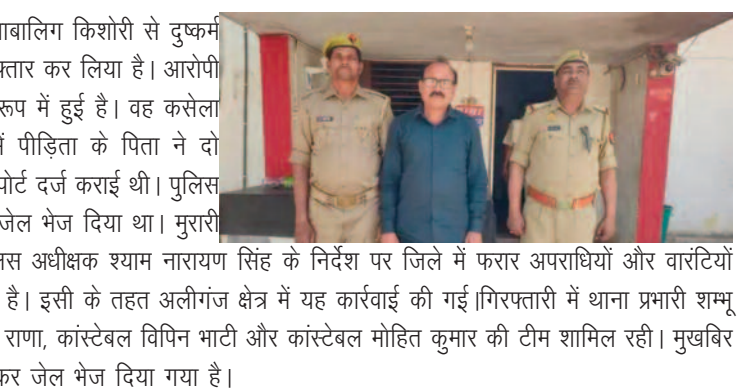 ाबालिग किशोरी से दुष्कर्म
्तार कर लिया है। आरोपी
रूप में हुई है। वह कसेला
में पीड़िता के पिता ने दो
पोर्ट दर्ज कराई थी। पुलिस
जेल भेज दिया था। मुरारी
स अधीक्षक श्याम नारायण सिंह के निर्देश पर जिले में फरार अपराधियों और वारंटियों
है। इसी के तहत अलीगंज क्षेत्र में यह कार्रवाई की गई।गिरफ्तारी में थाना प्रभारी शम्भू
राणा, कांस्टेबल विपिन भाटी और कांस्टेबल मोहित कुमार की टीम शामिल रही। मुखबिर
कर जेल भेज दिया गया है।